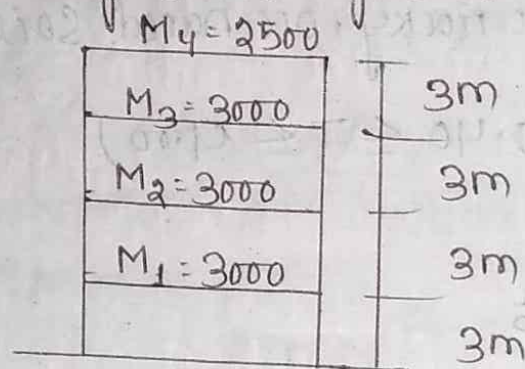 M4 = 2500
M3 = 3000
3m
M2 = 3000
3m
M1 = 3000
3m
3m